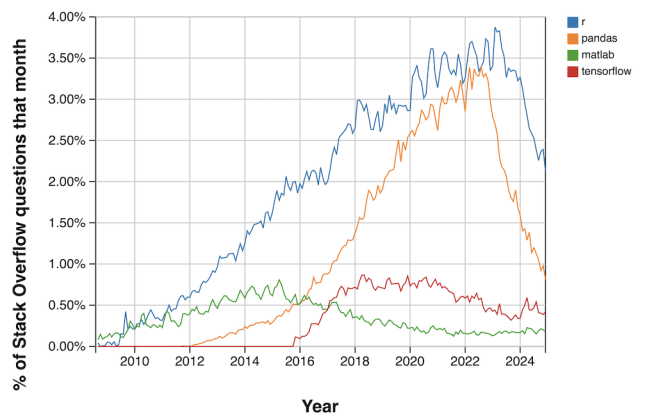 % of Stack Overflow questions that month
4.00%
3.50%
3.00%
2.50%
2.00%
1.50%
1.00%
0.50%
0.00%
2010 2012 2014 2016 2018 2020 2022 2024
Year
r
pandas
matlab
tensorflow